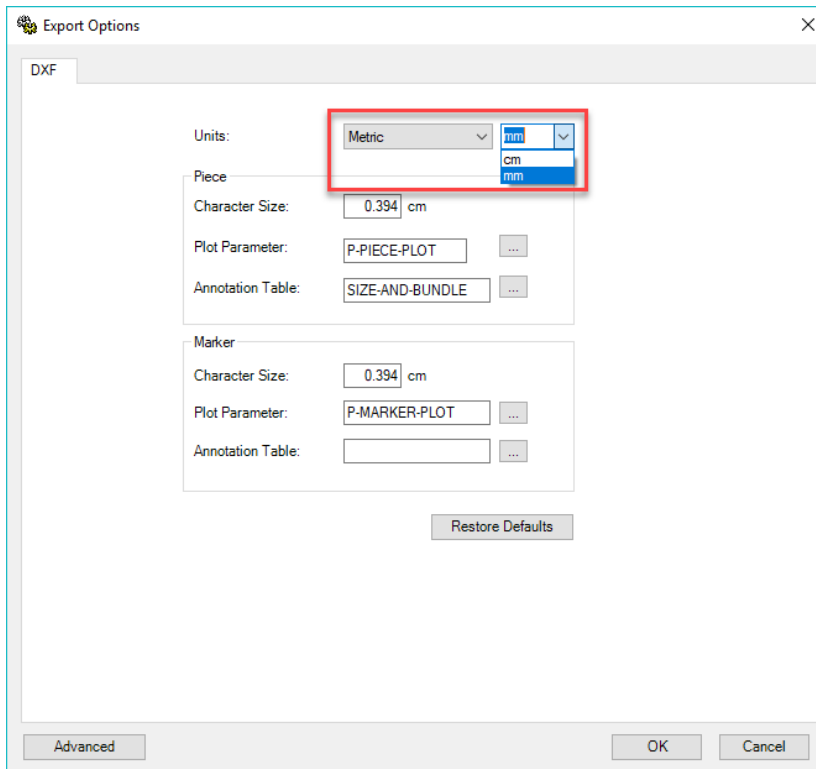 Export Options
DXF
Units: Metric mm
cm
mm
Piece
Character Size: 0.394 cm
Plot Parameter: P-PIECE-PLOT ...
Annotation Table: SIZE-AND-BUNDLE ...
Marker
Character Size: 0.394 cm
Plot Parameter: P-MARKER-PLOT ...
Annotation Table: ...
Restore Defaults
Advanced OK Cancel